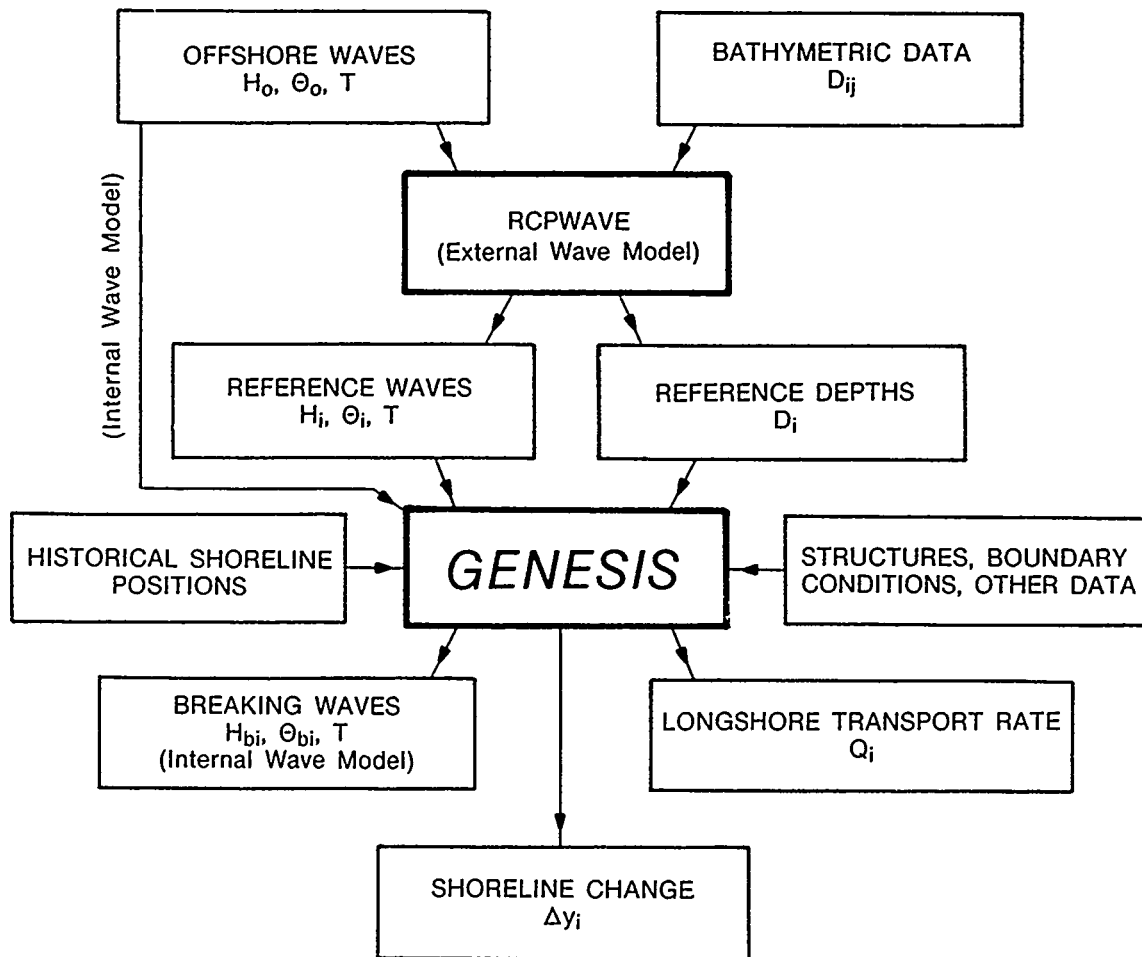 OFFSHORE WAVES
Hₒ, Θₒ, T
BATHYMETRIC DATA
Dᵢⱼ
(Internal Wave Model)
RCPWAVE
(External Wave Model)
REFERENCE WAVES
Hᵢ, Θᵢ, T
REFERENCE DEPTHS
Dᵢ
HISTORICAL SHORELINE
POSITIONS
GENESIS
STRUCTURES, BOUNDARY
CONDITIONS, OTHER DATA
BREAKING WAVES
H_bi, Θ_bi, T
(Internal Wave Model)
LONGSHORE TRANSPORT RATE
Qᵢ
SHORELINE CHANGE
Δyᵢ